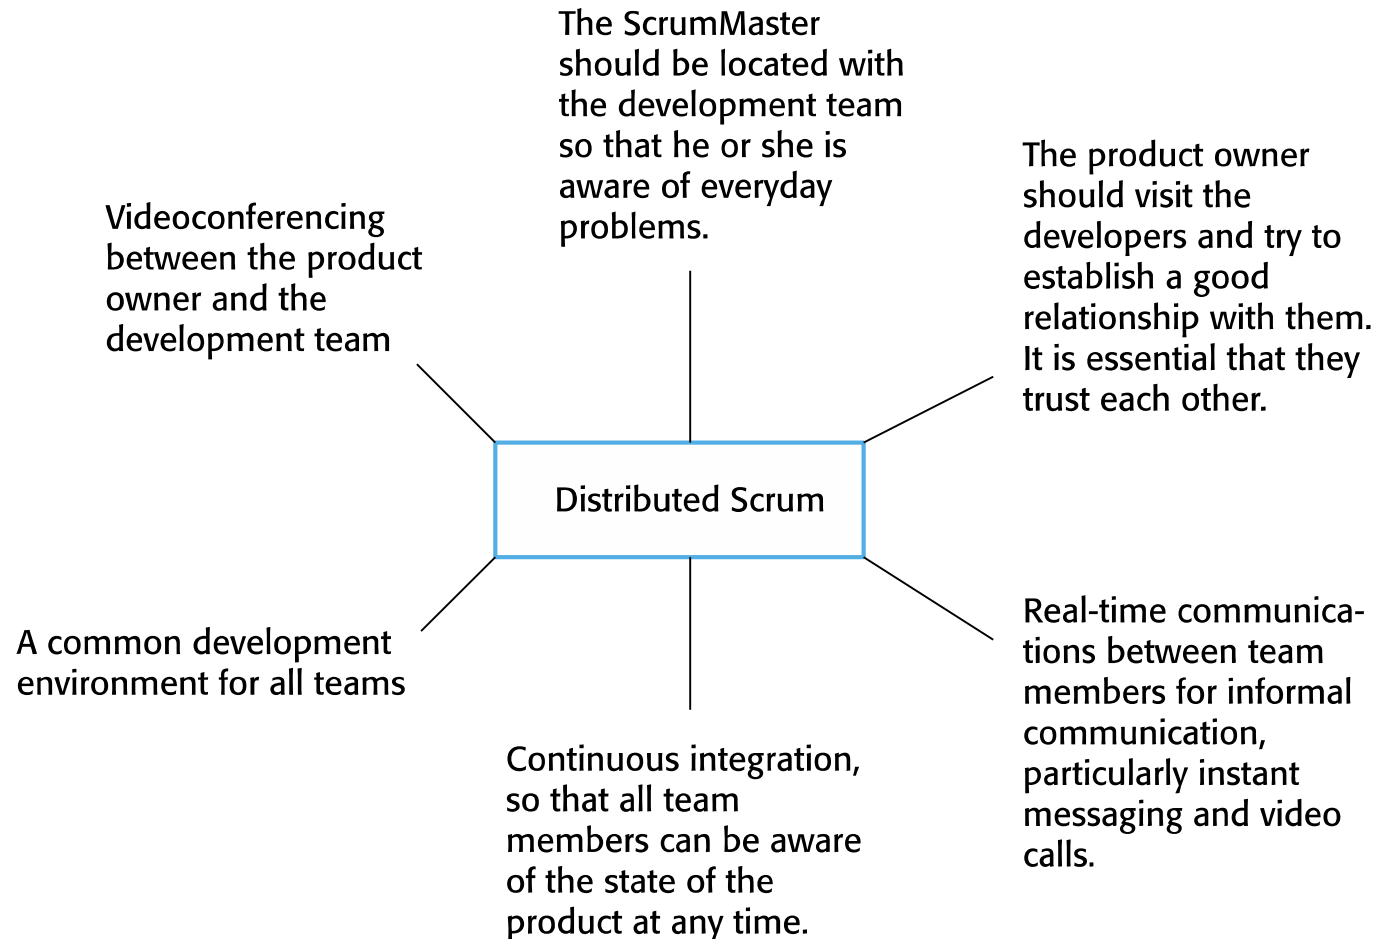 The ScrumMaster
should be located with
the development team
so that he or she is
aware of everyday
problems.
The product owner
should visit the
developers and try to
establish a good
relationship with them.
It is essential that they
trust each other.
Videoconferencing
between the product
owner and the
development team
Distributed Scrum
A common development
environment for all teams
Real-time communica-
tions between team
members for informal
communication,
particularly instant
messaging and video
calls.
Continuous integration,
so that all team
members can be aware
of the state of the
product at any time.